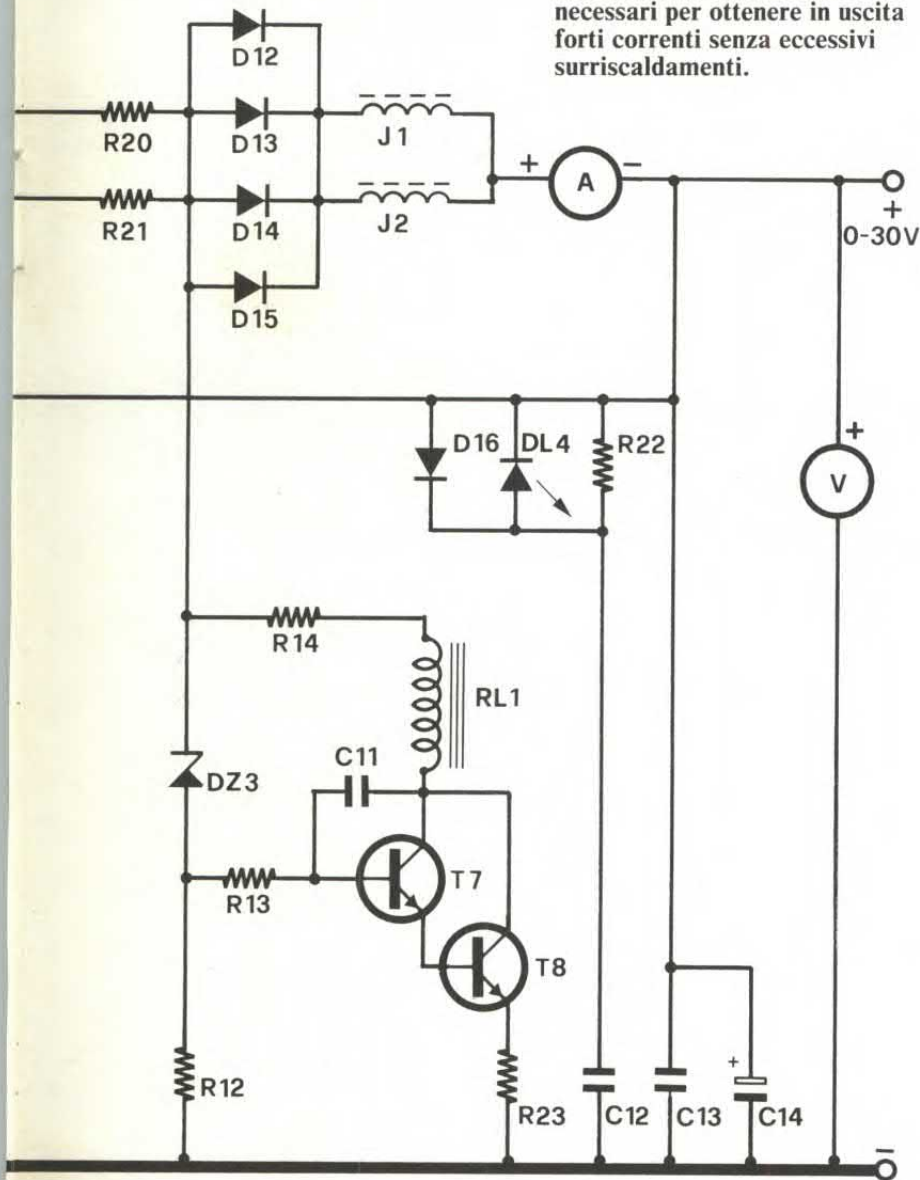 necessari per ottenere in uscita
forti correnti senza eccessivi
surriscaldamenti.
D12
R20
D13
J1
R21
D14
J2
D15
+
A
−
+
0-30V
D16
DL4
R22
+
V
R14
RL1
C11
DZ3
R13
T7
T8
R12
R23
C12
C13
+
C14
−